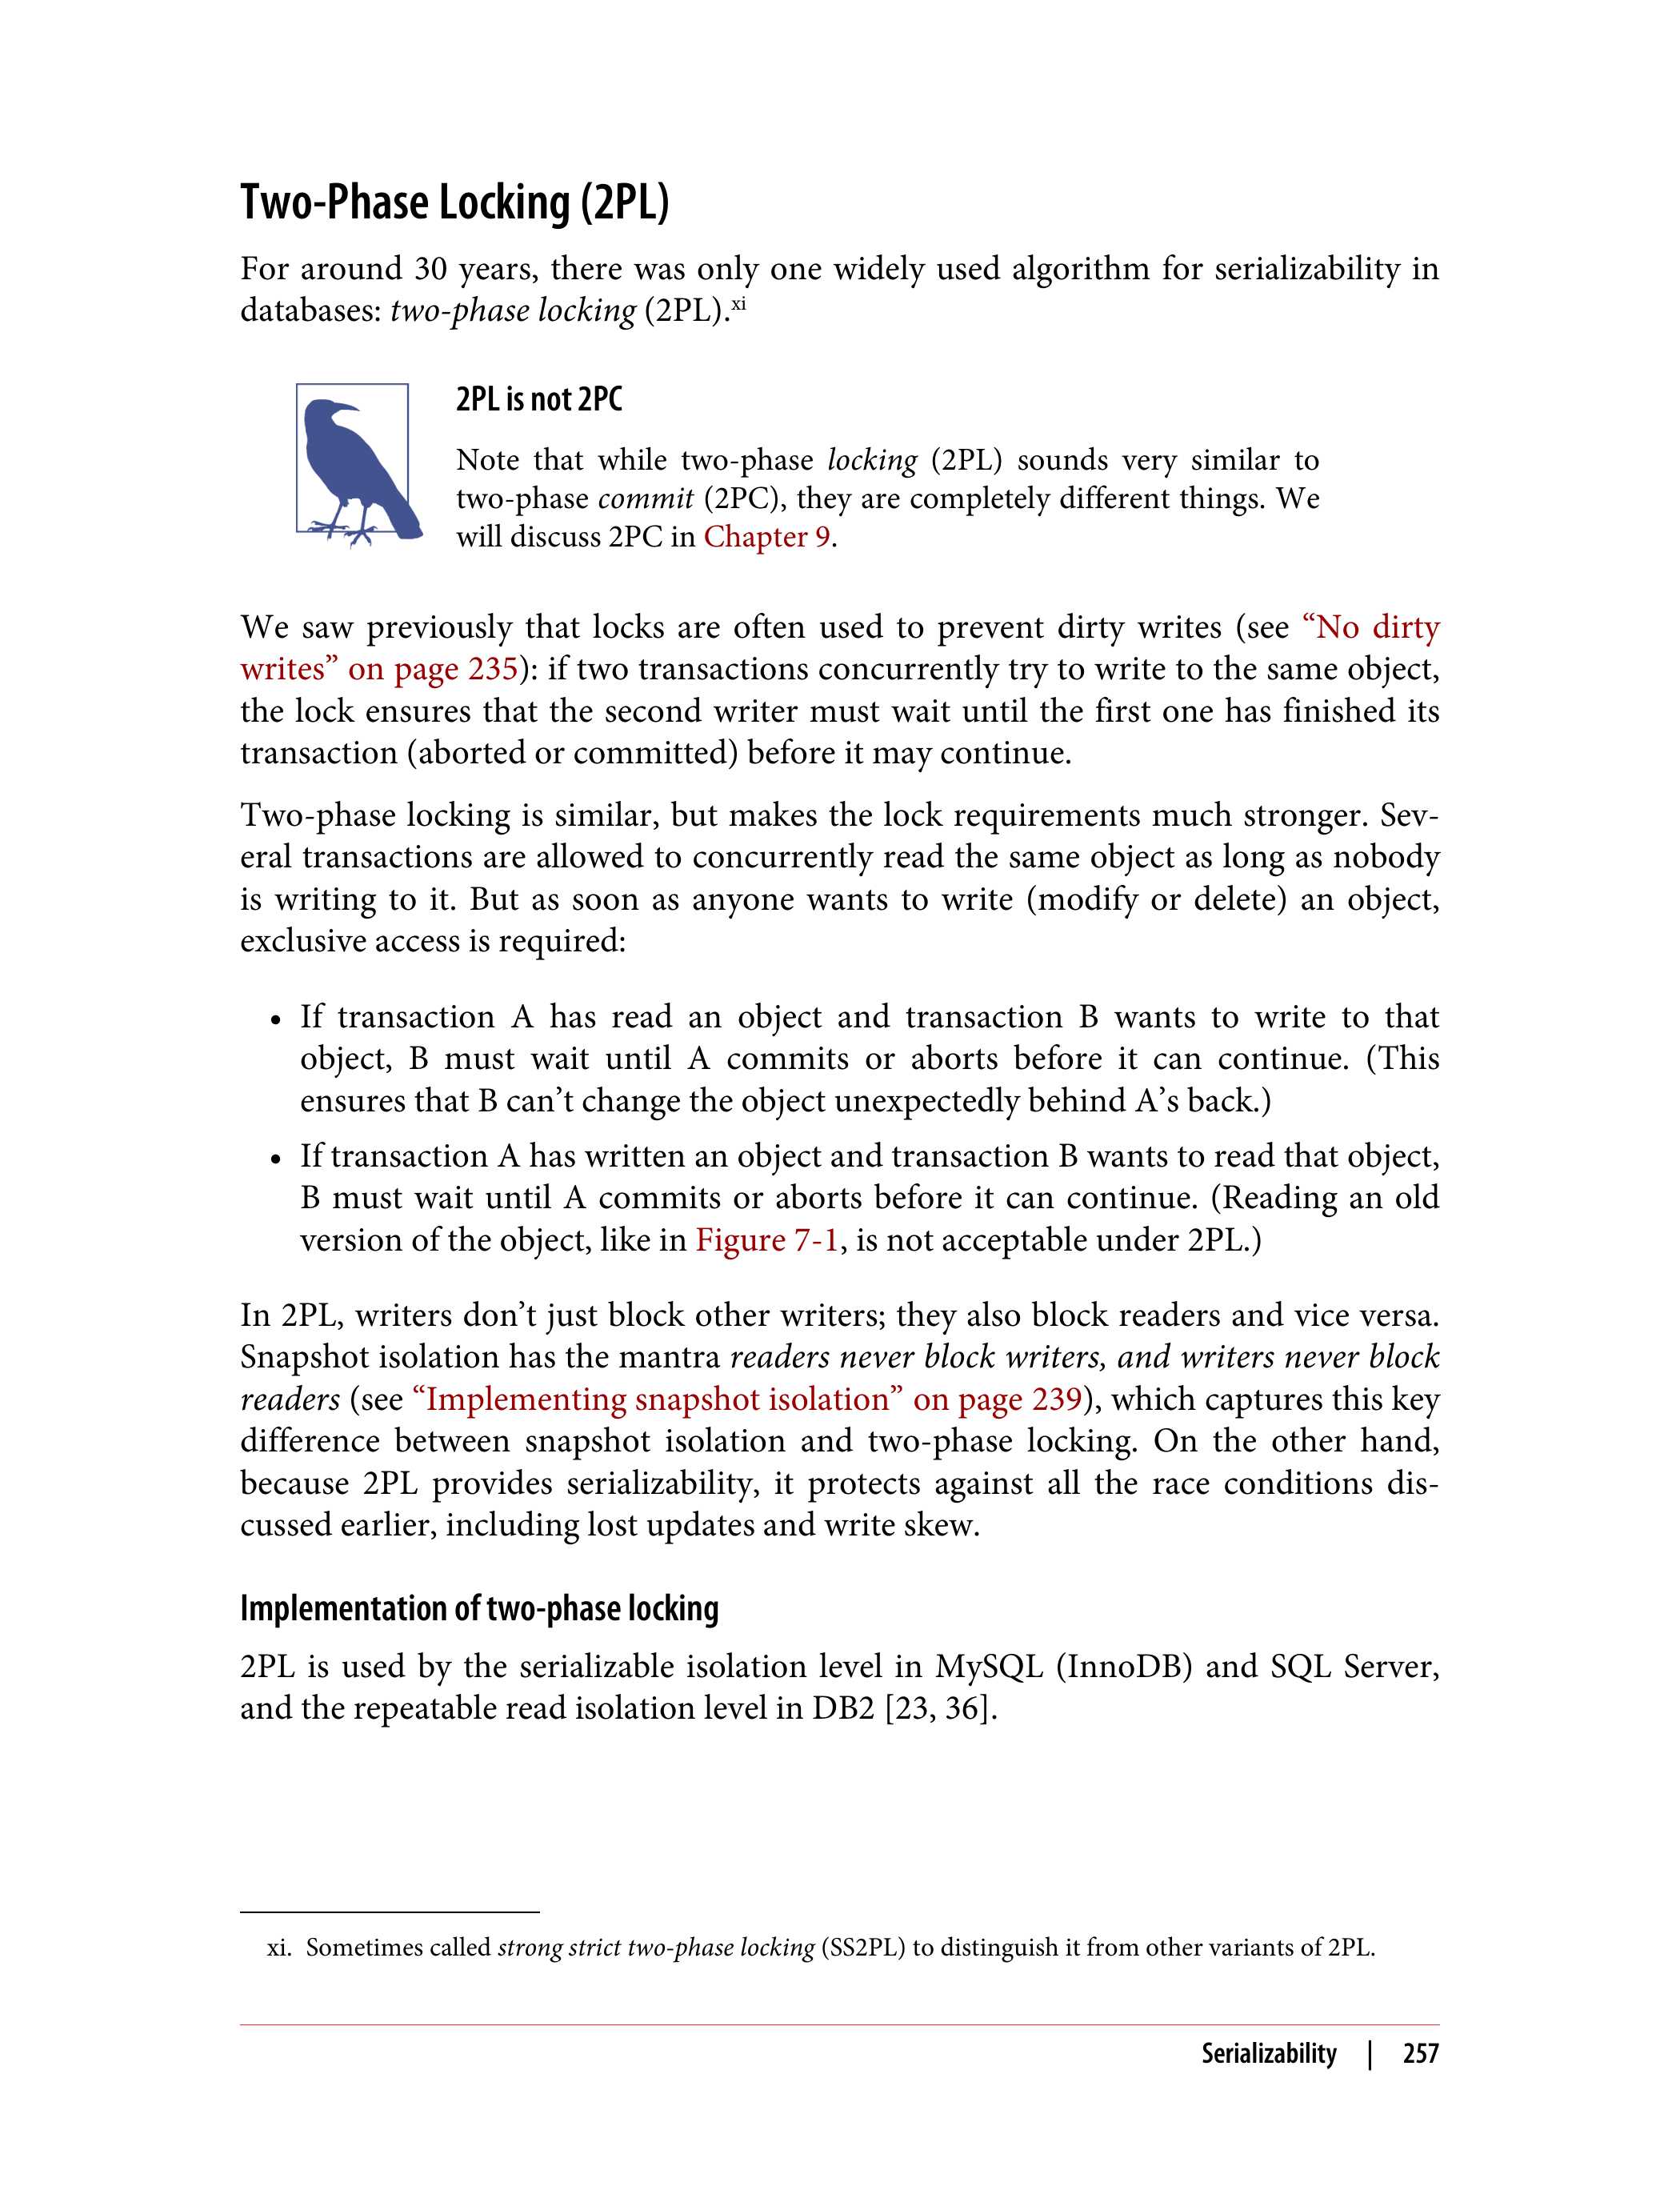 Two-Phase Locking (2PL)
For around 30 years, there was only one widely used algorithm for serializability in
databases: two-phase locking (2PL).xi
2PL is not 2PC
Note that while two-phase locking (2PL) sounds very similar to
two-phase commit (2PC), they are completely different things. We
will discuss 2PC in Chapter 9.
We saw previously that locks are often used to prevent dirty writes (see “No dirty
writes” on page 235): if two transactions concurrently try to write to the same object,
the lock ensures that the second writer must wait until the first one has finished its
transaction (aborted or committed) before it may continue.
Two-phase locking is similar, but makes the lock requirements much stronger. Sev-
eral transactions are allowed to concurrently read the same object as long as nobody
is writing to it. But as soon as anyone wants to write (modify or delete) an object,
exclusive access is required:
• If transaction A has read an object and transaction B wants to write to that
object, B must wait until A commits or aborts before it can continue. (This
ensures that B can’t change the object unexpectedly behind A’s back.)
• If transaction A has written an object and transaction B wants to read that object,
B must wait until A commits or aborts before it can continue. (Reading an old
version of the object, like in Figure 7-1, is not acceptable under 2PL.)
In 2PL, writers don’t just block other writers; they also block readers and vice versa.
Snapshot isolation has the mantra readers never block writers, and writers never block
readers (see “Implementing snapshot isolation” on page 239), which captures this key
difference between snapshot isolation and two-phase locking. On the other hand,
because 2PL provides serializability, it protects against all the race conditions dis-
cussed earlier, including lost updates and write skew.
Implementation of two-phase locking
2PL is used by the serializable isolation level in MySQL (InnoDB) and SQL Server,
and the repeatable read isolation level in DB2 [23, 36].
xi. Sometimes called strong strict two-phase locking (SS2PL) to distinguish it from other variants of 2PL.
Serializability | 257